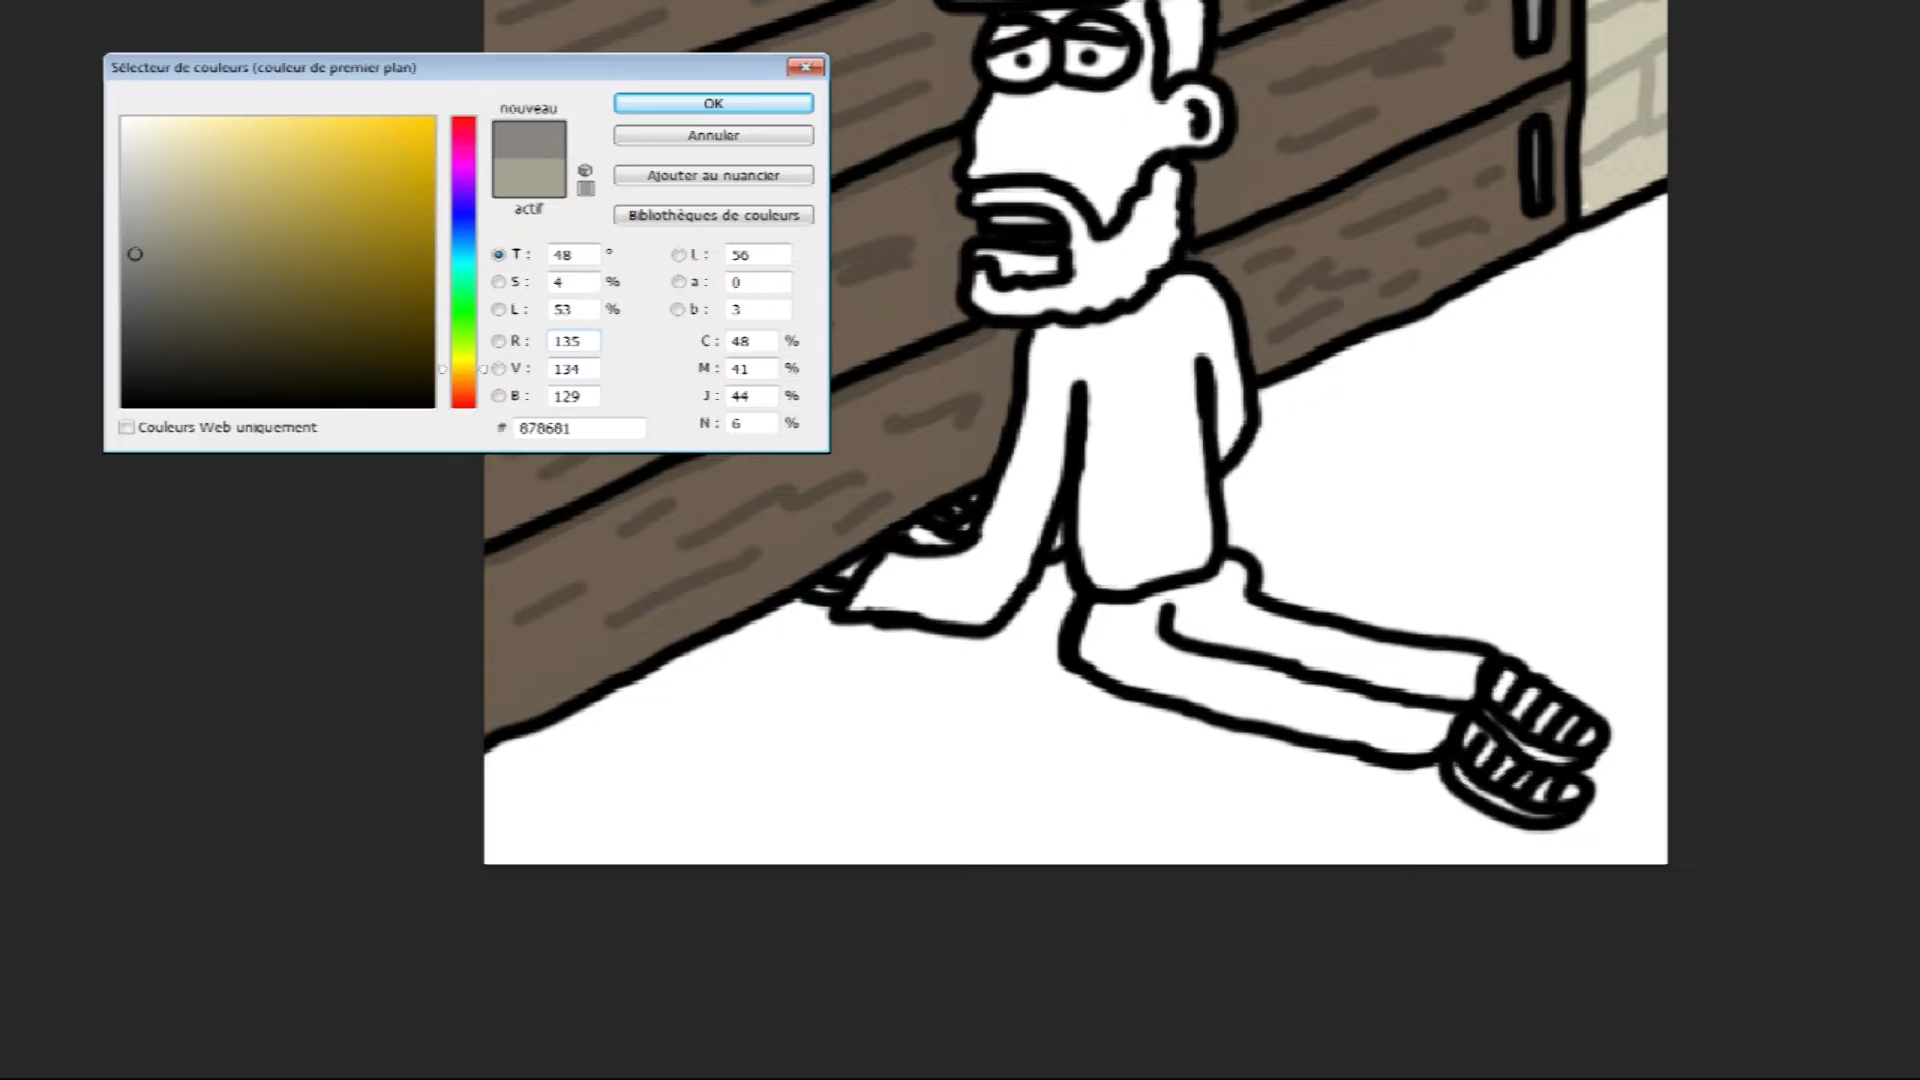 Sélecteur de couleurs (couleur de premier plan)
nouveau
OK
Annuler
Ajouter au nuancier
actif
Bibliothèques de couleurs
T : 48 °
L : 56
S : 4 %
a : 0
L : 53 %
b : 3
R : 135
C : 48 %
V : 134
M : 41 %
B : 129
J : 44 %
Couleurs Web uniquement
# 878681
N : 6 %